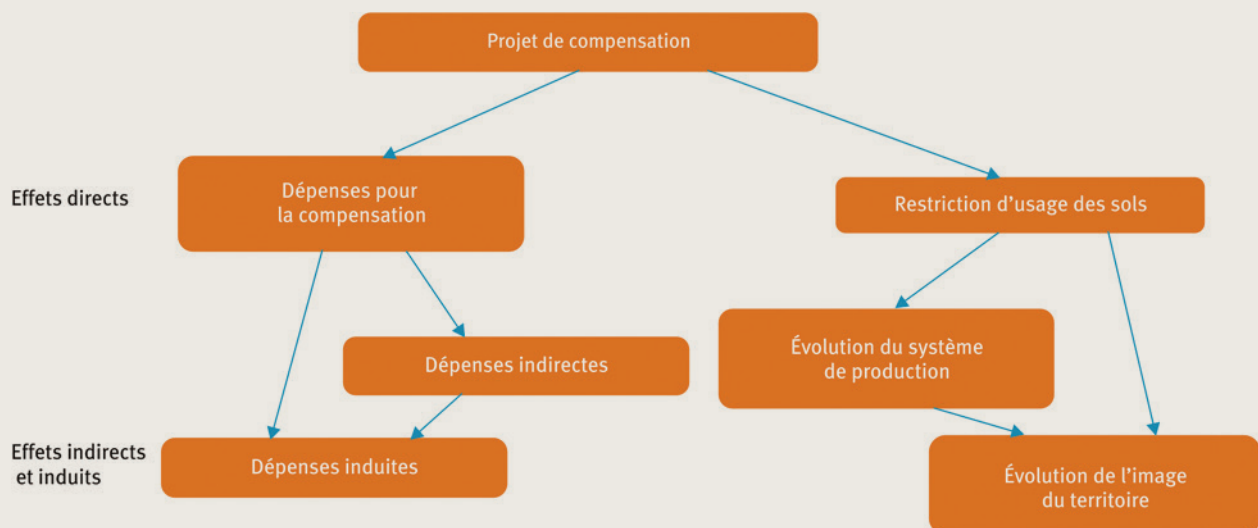 Projet de compensation
Effets directs
Dépenses pour
la compensation
Restriction d’usage des sols
Dépenses indirectes
Évolution du système
de production
Effets indirects
et induits
Dépenses induites
Évolution de l’image
du territoire